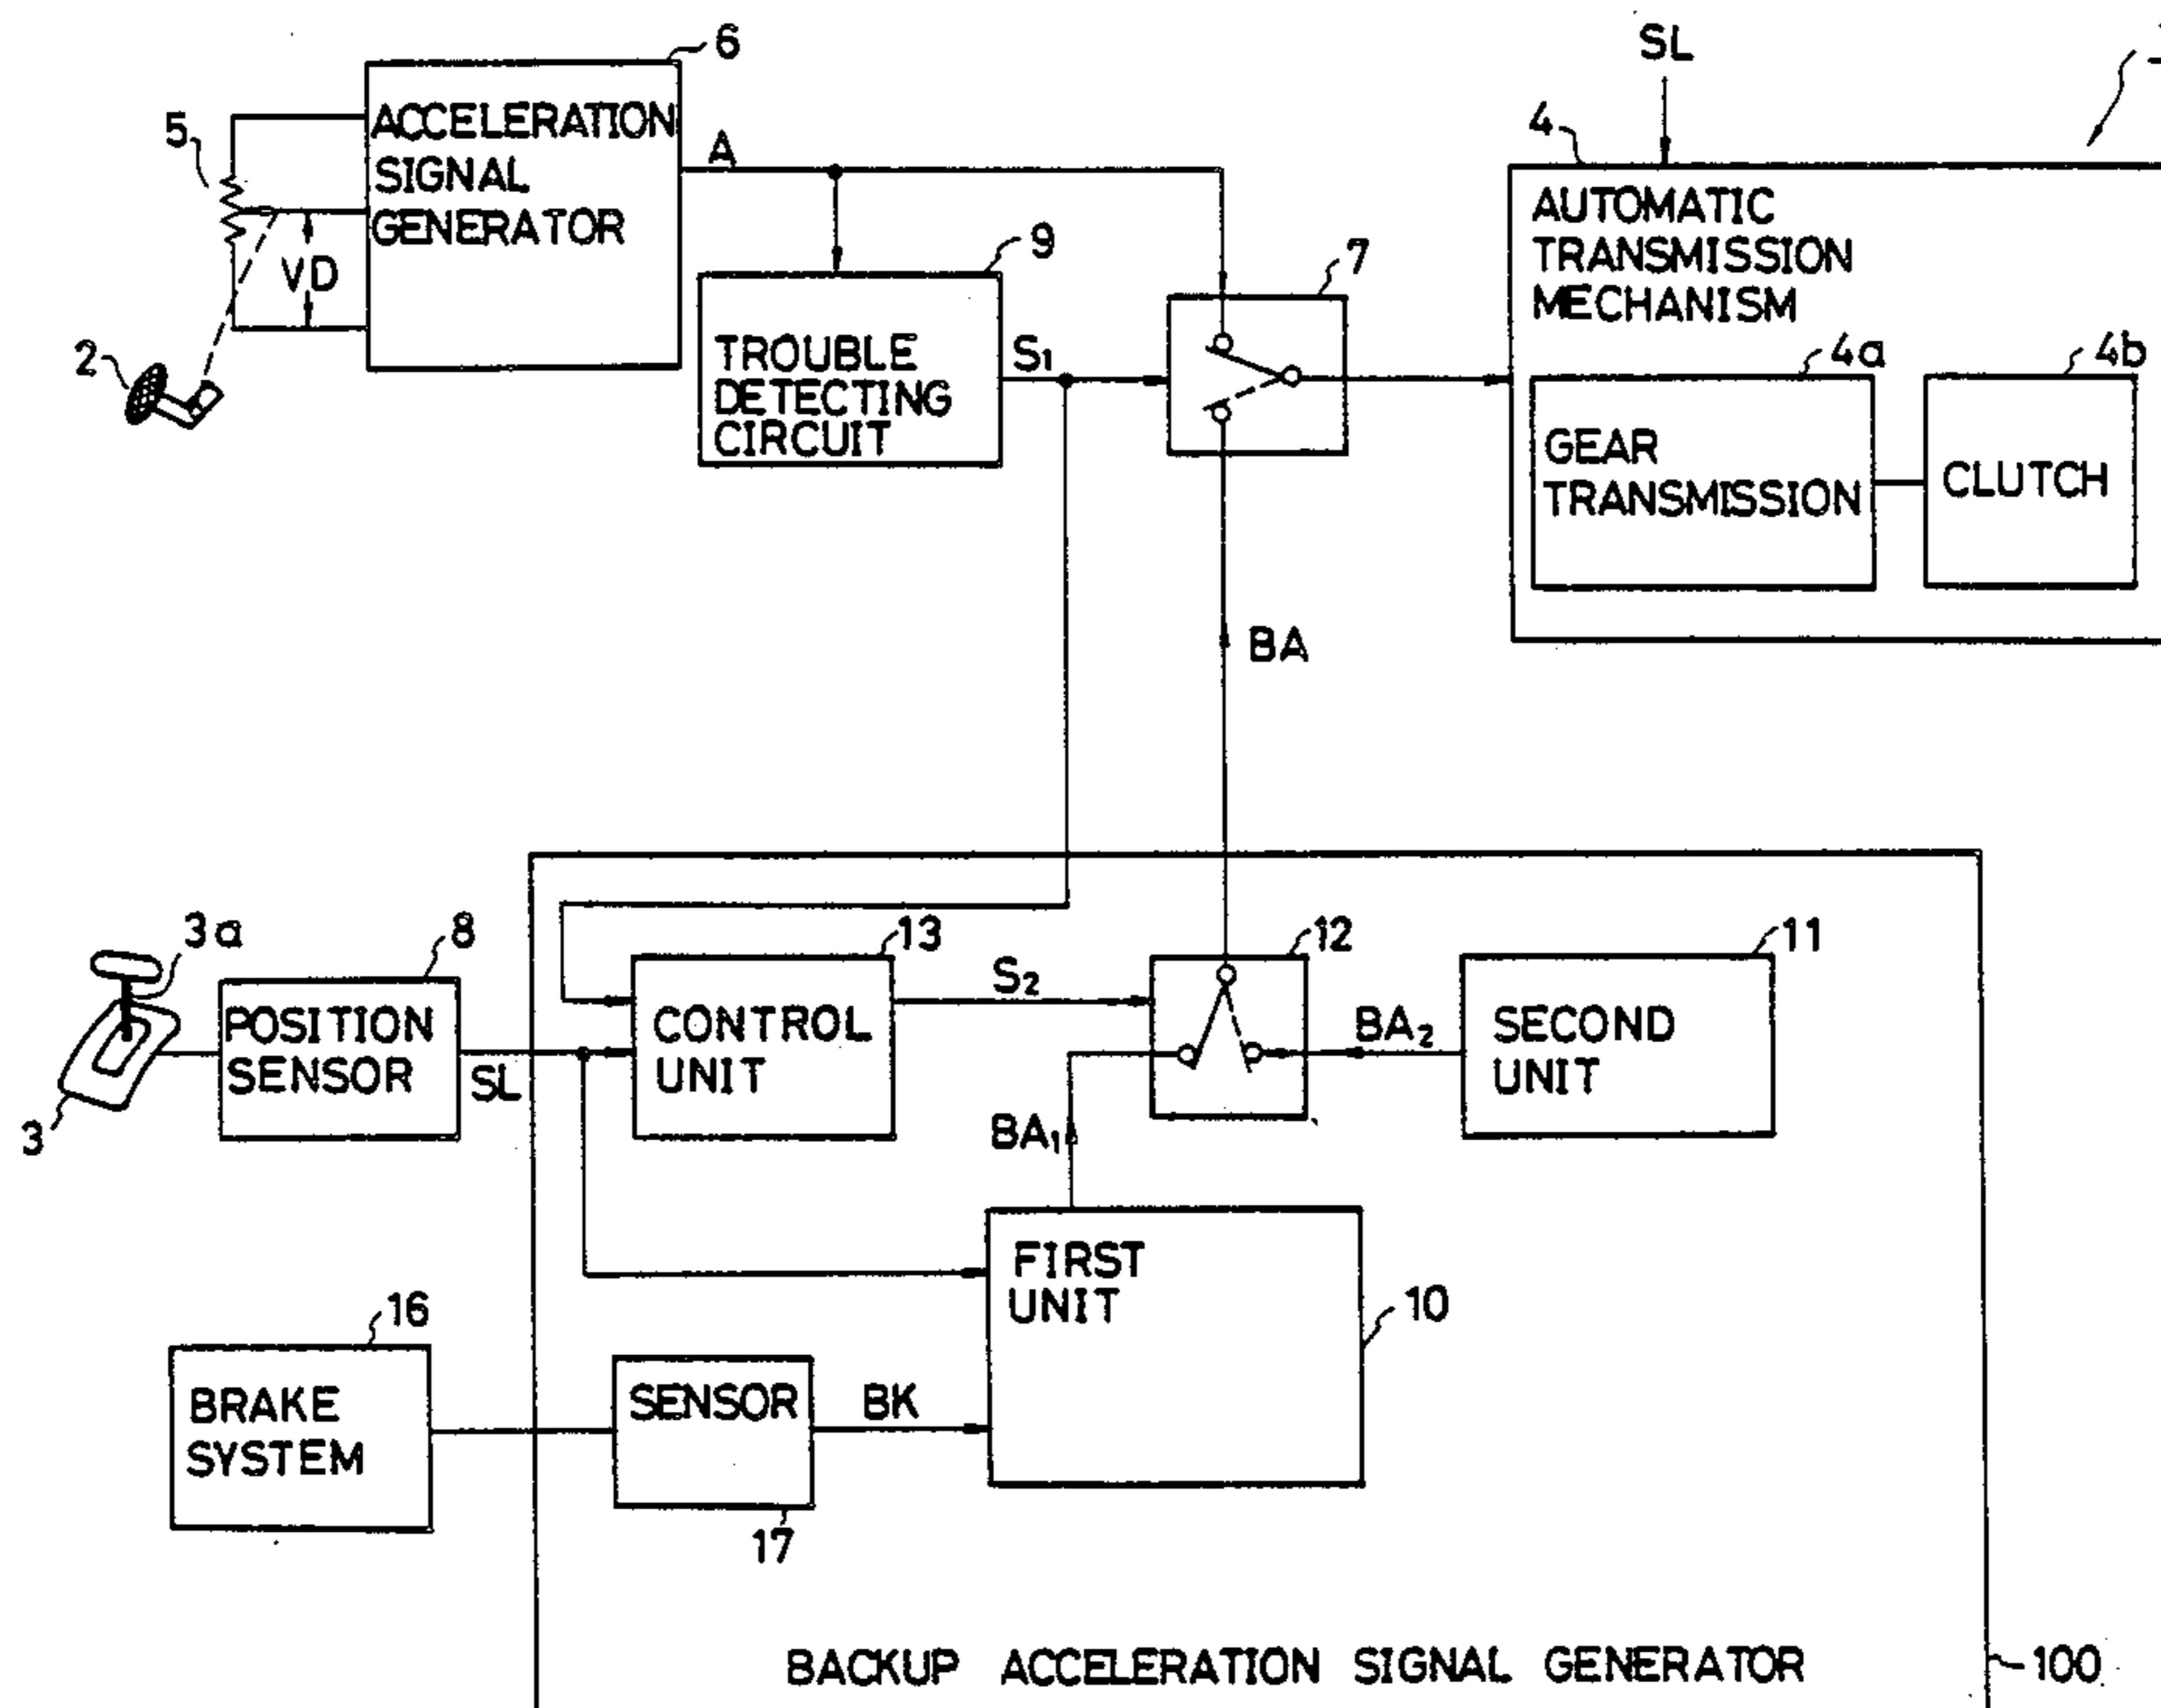 6
SL
5
ACCELERATION
SIGNAL
GENERATOR
A
4
AUTOMATIC
TRANSMISSION
MECHANISM
VD
9
7
2
TROUBLE
DETECTING
CIRCUIT
S1
4a
4b
GEAR
TRANSMISSION
CLUTCH
BA
3a
8
13
12
11
POSITION
SENSOR
SL
CONTROL
UNIT
S2
BA2
SECOND
UNIT
3
BA1
FIRST
UNIT
10
16
BRAKE
SYSTEM
SENSOR
BK
17
BACKUP ACCELERATION SIGNAL GENERATOR
100